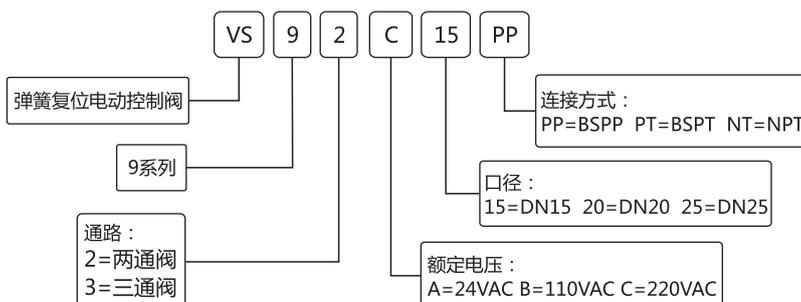 VS 9 2 C 15 PP
弹簧复位电动控制阀
连接方式：
PP=BSPP PT=BSPT NT=NPT
9系列
口径：
15=DN15 20=DN20 25=DN25
通路：
2=两通阀
3=三通阀
额定电压：
A=24VAC B=110VAC C=220VAC